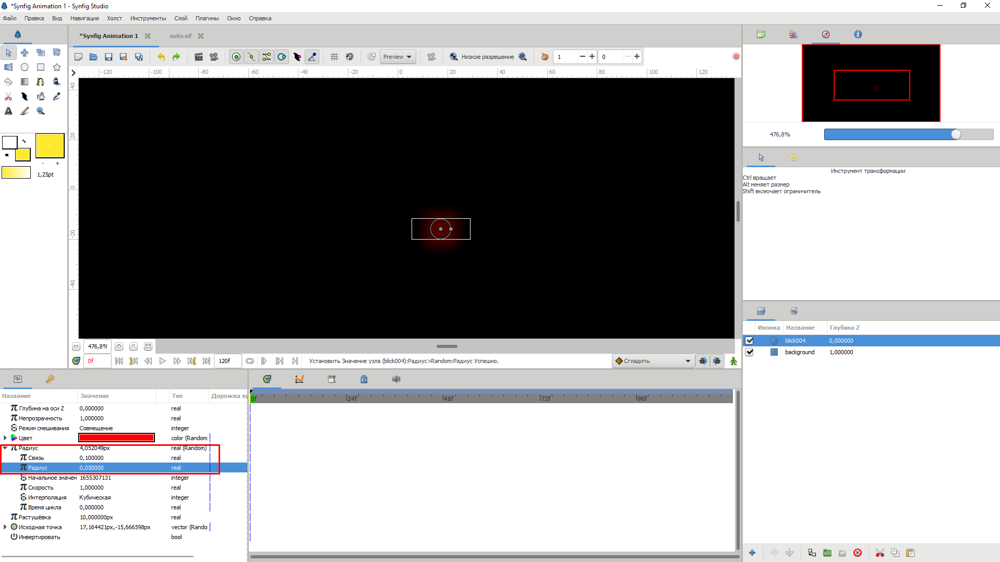 *Synfig Animation 1 - Synfig Studio
Файл Правка Вид Навигация Холст Инструменты Слой Плагины Окно Справка
*Synfig Animation 1
auto.sif
Preview
Низкое разрешение
1
0
-120 -100 -80 -60 -40 -20 0 20 40 60 80 100 120
40
20
0
-20
-40
- +
1,25pt
476,8%
Инструмент трансформации
Ctrl вращает
Alt меняет размер
Shift включает ограничитель
Иконка Название Глубина Z
blick004 0,000000
background 1,000000
476,8%
0f
120f
Установить Значение узла (blick004):Радиус>Random:Радиус Успешно.
Сгладить
Название Значение Тип Дорожка в
Глубина на оси Z 0,000000 real
Непрозрачность 1,000000 real
Режим смешивания Совмещение integer
Цвет color (Random
Радиус 4,052049px real (Random)
Связь 0,100000 real
Радиус 0,050000 real
Начальное значен 1655307131 integer
Скорость 1,000000 real
Интерполяция Кубическая integer
Время цикла 0,000000 real
Растушёвка 10,000000px real
Исходная точка 17,164421px,-15,666598px vector (Rando
Инвертировать bool
0f 24f 48f 72f 96f